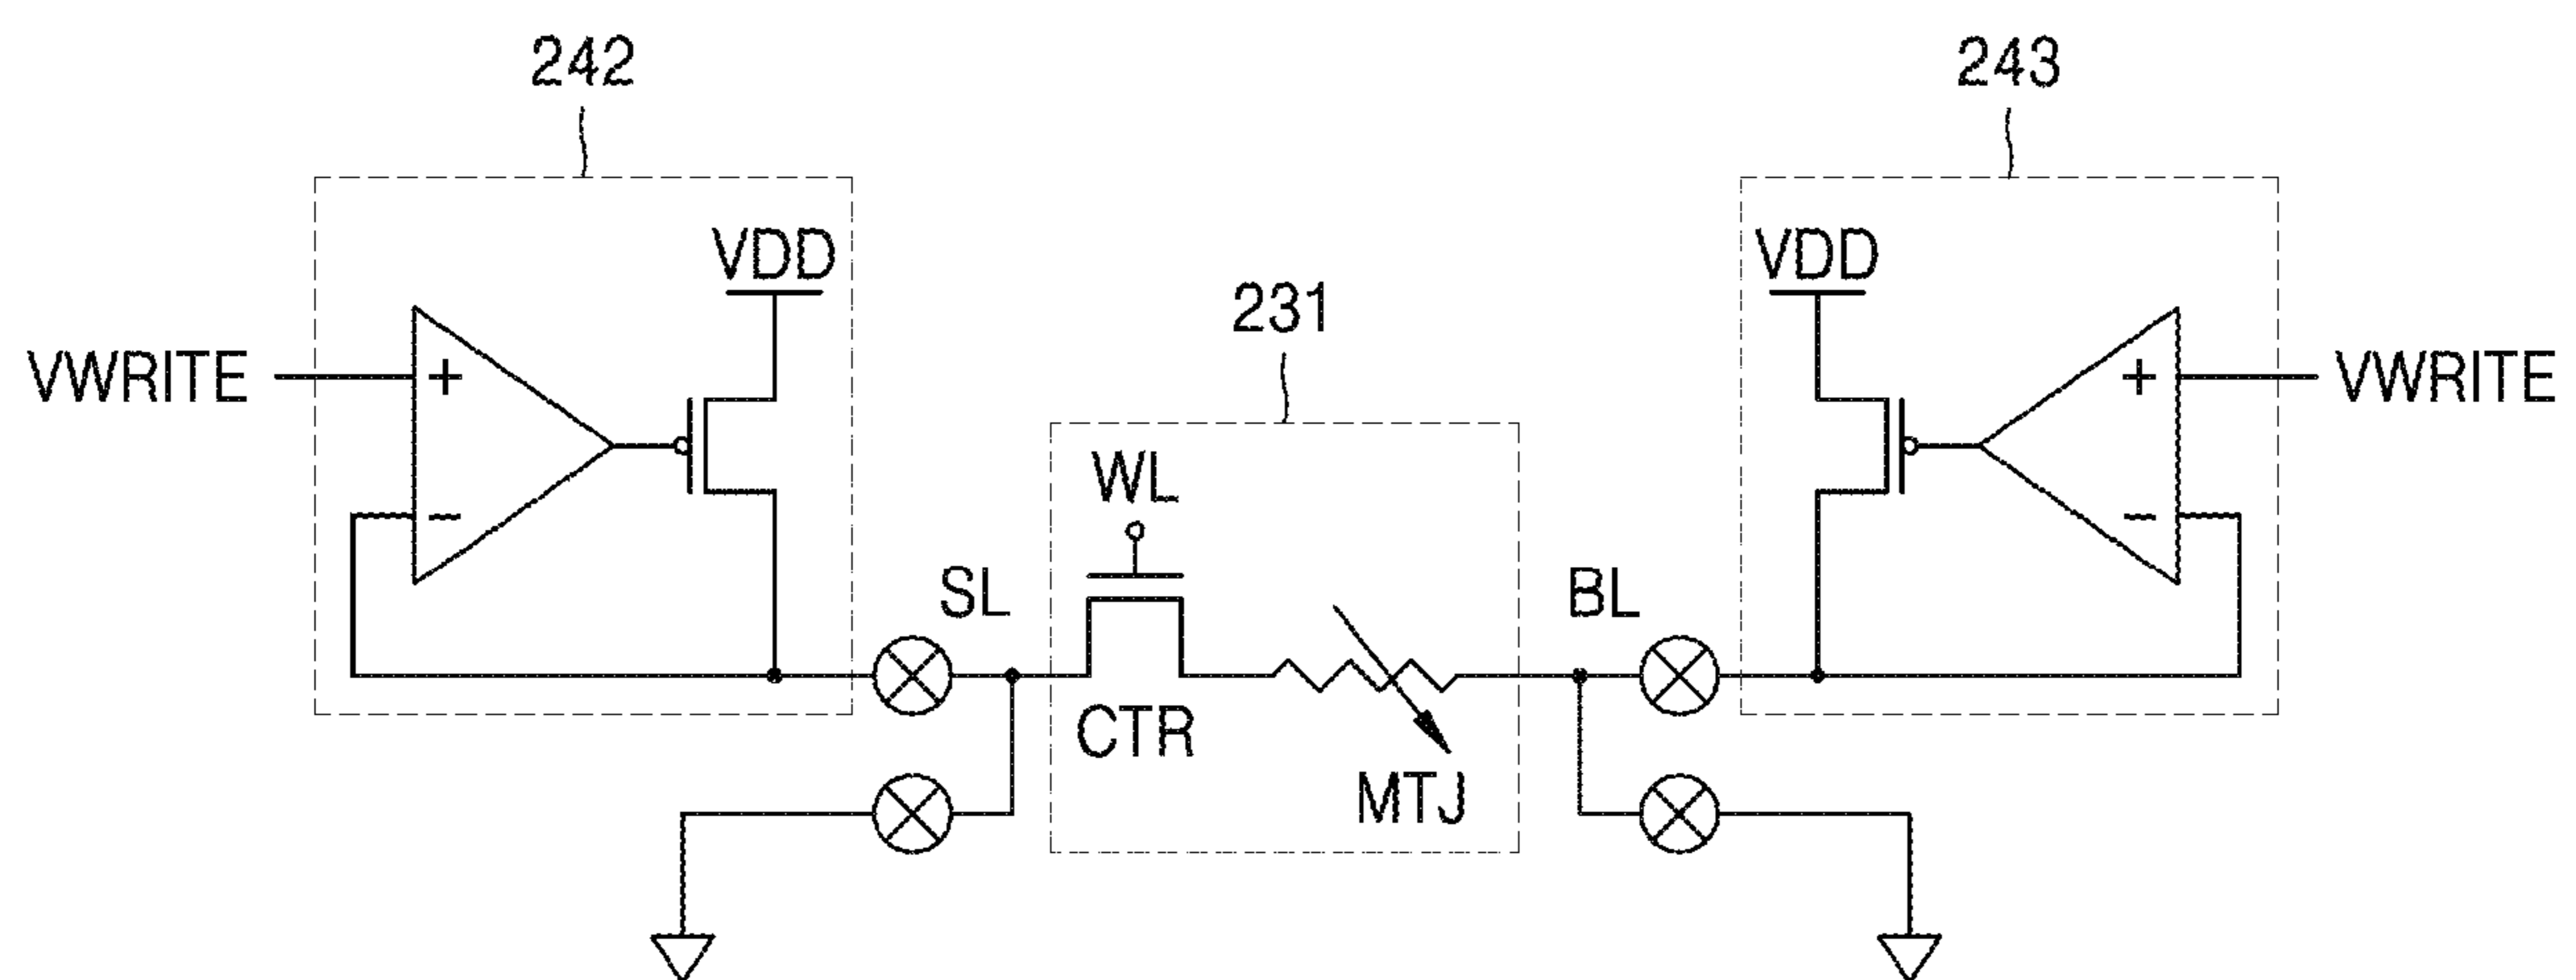 242
243
VDD
VDD
231
VWRITE
+
+
VWRITE
WL
−
−
SL
BL
CTR
MTJ